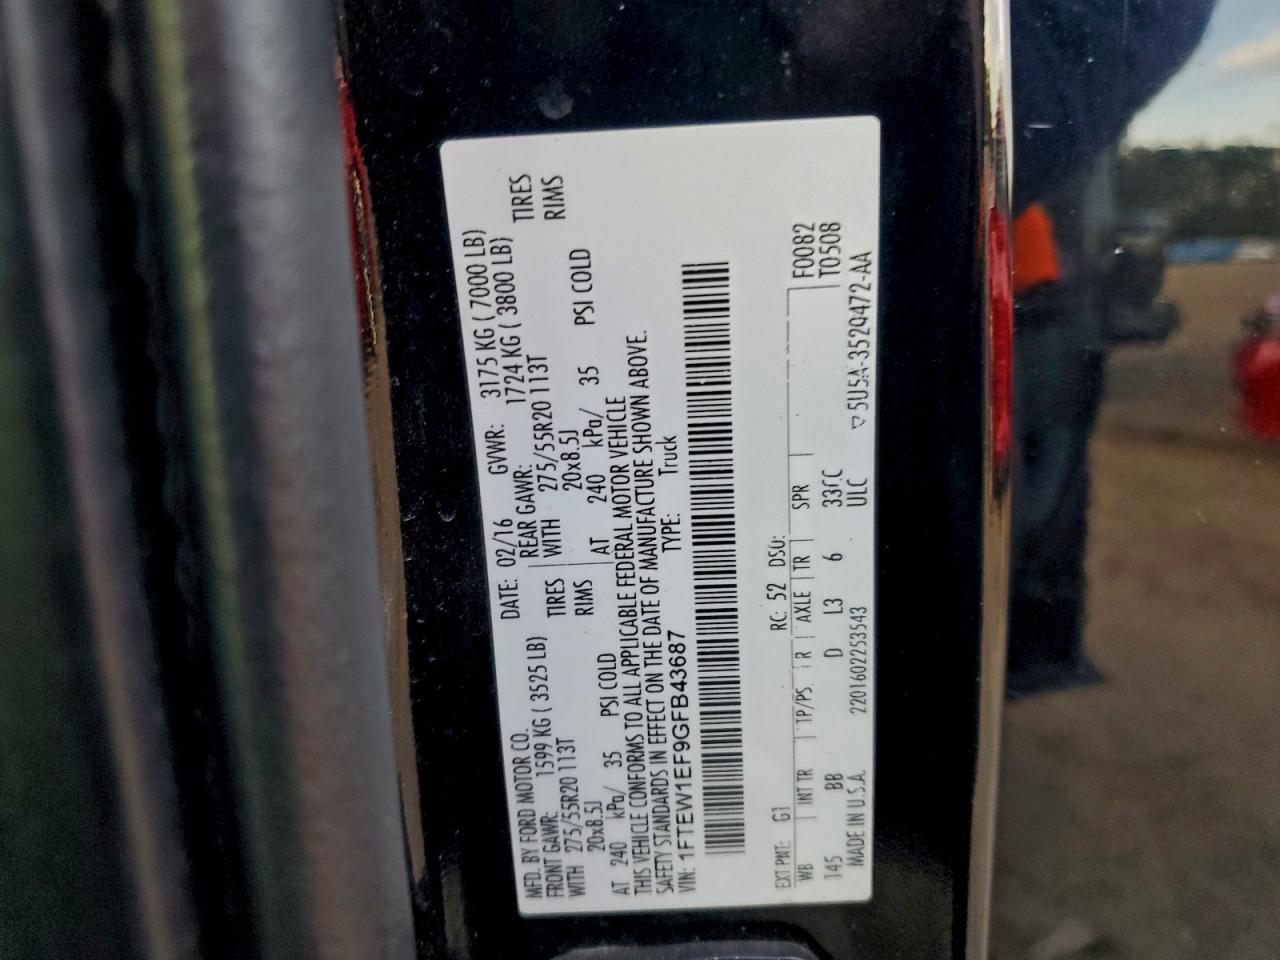 MFD. BY FORD MOTOR CO. DATE: 02/16 GVWR: 3175 KG ( 7000 LB)
FRONT GAWR: 1599 KG ( 3525 LB) REAR GAWR: 1724 KG ( 3800 LB)
WITH 275/55R20 113T TIRES WITH 275/55R20 113T TIRES
20x8.5J RIMS 20x8.5J RIMS
AT 240 kPa/ 35 PSI COLD AT 240 kPa/ 35 PSI COLD
THIS VEHICLE CONFORMS TO ALL APPLICABLE FEDERAL MOTOR VEHICLE
SAFETY STANDARDS IN EFFECT ON THE DATE OF MANUFACTURE SHOWN ABOVE.
VIN: 1FTEW1EF9GFB43687 TYPE: Truck
EXT PNT: G1 RC: 52 DSO: F0082
WB INT TR TP/PS R AXLE TR SPR T0508
145 BB D L3 6 33CC
MADE IN U.S.A. 2201602253543 ULC ▽5U5A-3529472-AA